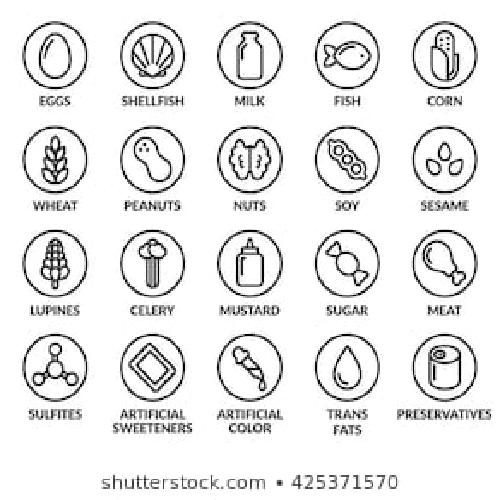 EGGS SHELLFISH MILK FISH CORN
WHEAT PEANUTS NUTS SOY SESAME
LUPINES CELERY MUSTARD SUGAR MEAT
SULFITES ARTIFICIAL SWEETENERS ARTIFICIAL COLOR TRANS FATS PRESERVATIVES
shutterstock.com • 425371570